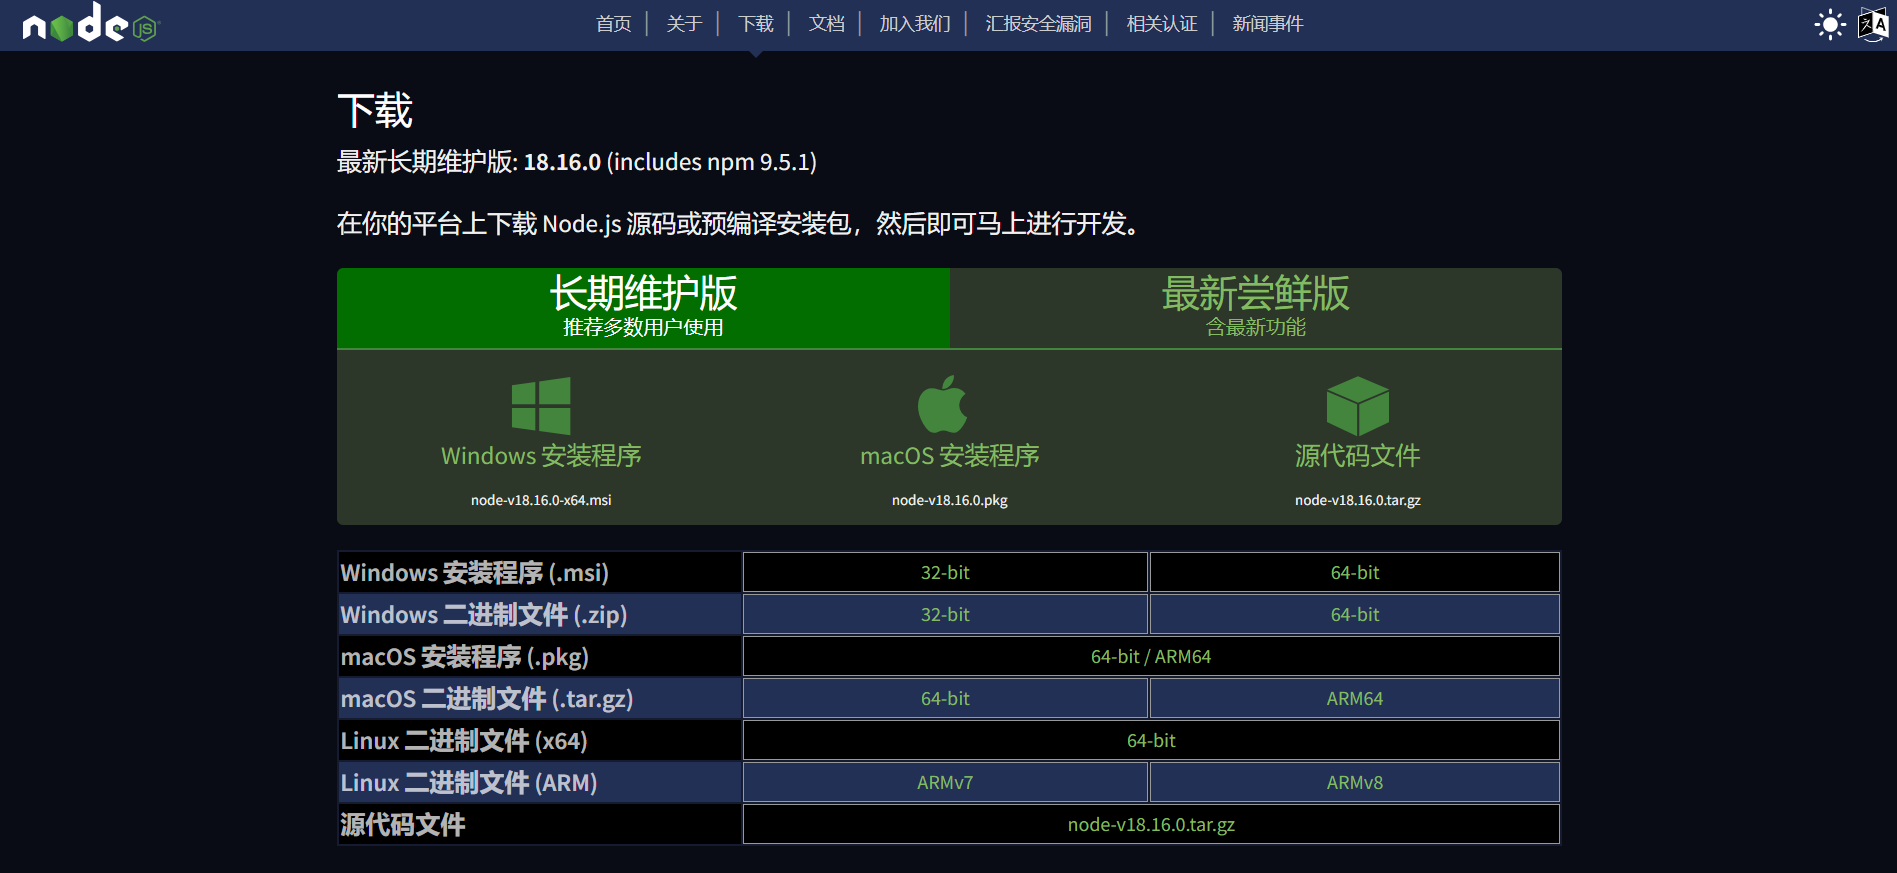 node JS
首页 | 关于 | 下载 | 文档 | 加入我们 | 汇报安全漏洞 | 相关认证 | 新闻事件
文 A
下载
最新长期维护版: 18.16.0 (includes npm 9.5.1)
在你的平台上下载 Node.js 源码或预编译安装包，然后即可马上进行开发。
长期维护版
推荐多数用户使用
最新尝鲜版
含最新功能
Windows 安装程序
node-v18.16.0-x64.msi
macOS 安装程序
node-v18.16.0.pkg
源代码文件
node-v18.16.0.tar.gz
Windows 安装程序 (.msi) 32-bit 64-bit
Windows 二进制文件 (.zip) 32-bit 64-bit
macOS 安装程序 (.pkg) 64-bit / ARM64
macOS 二进制文件 (.tar.gz) 64-bit ARM64
Linux 二进制文件 (x64) 64-bit
Linux 二进制文件 (ARM) ARMv7 ARMv8
源代码文件 node-v18.16.0.tar.gz